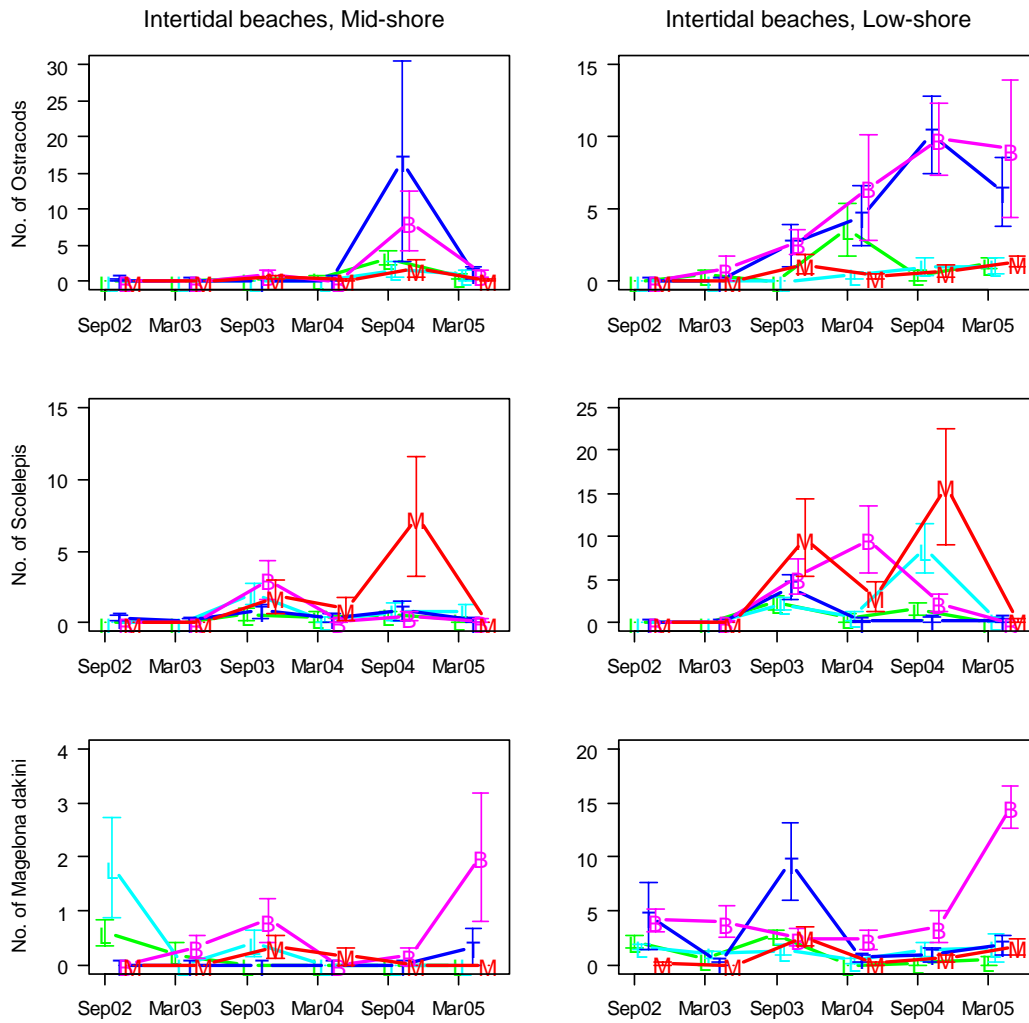 Intertidal beaches, Mid-shore
Intertidal beaches, Low-shore
No. of Ostracods
30
25
20
15
10
5
0
Sep02 Mar03 Sep03 Mar04 Sep04 Mar05
15
10
5
0
Sep02 Mar03 Sep03 Mar04 Sep04 Mar05
No. of Scolelepis
15
10
5
0
Sep02 Mar03 Sep03 Mar04 Sep04 Mar05
25
20
15
10
5
0
Sep02 Mar03 Sep03 Mar04 Sep04 Mar05
No. of Magelona dakini
4
3
2
1
0
Sep02 Mar03 Sep03 Mar04 Sep04 Mar05
20
15
10
5
0
Sep02 Mar03 Sep03 Mar04 Sep04 Mar05